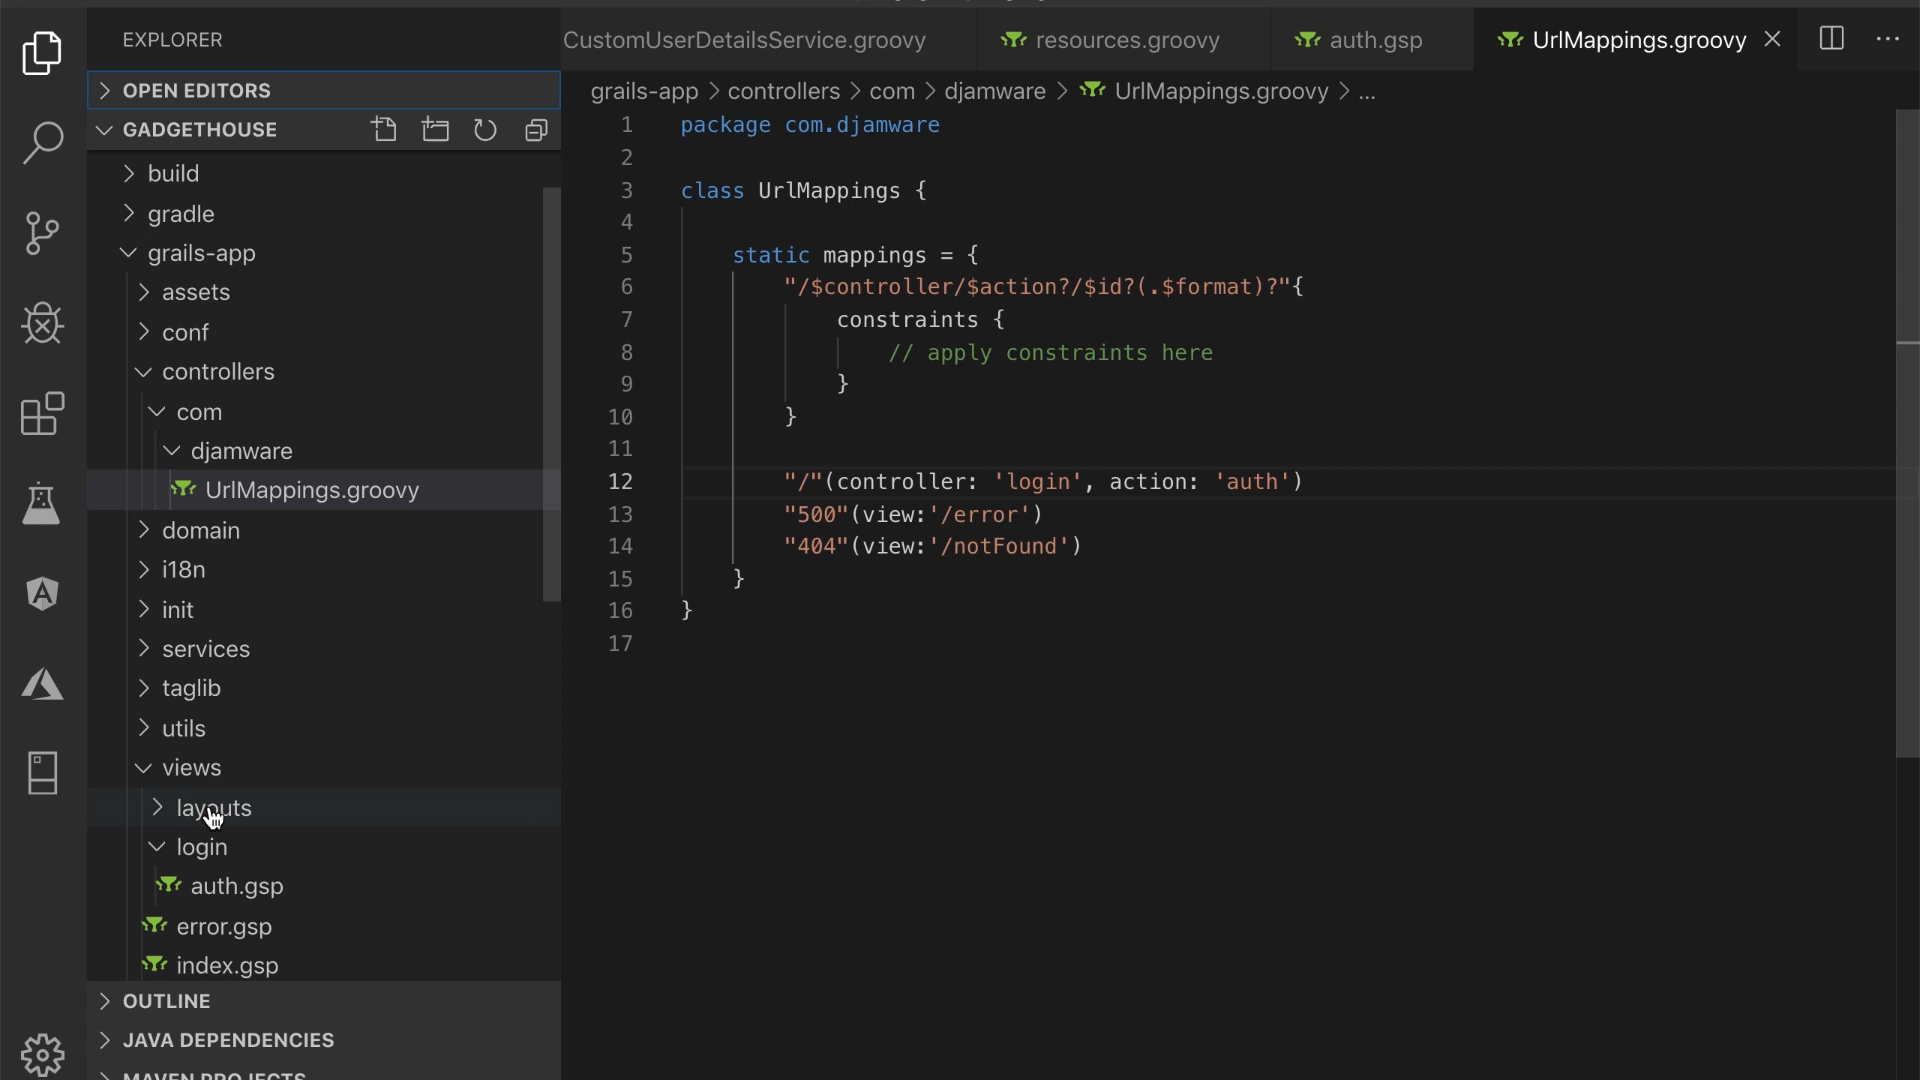 EXPLORER
OPEN EDITORS
GADGETHOUSE
build
gradle
grails-app
assets
conf
controllers
com
djamware
UrlMappings.groovy
domain
i18n
init
services
taglib
utils
views
layouts
login
auth.gsp
error.gsp
index.gsp
OUTLINE
JAVA DEPENDENCIES
MAVEN PROJECTS
CustomUserDetailsService.groovy resources.groovy auth.gsp UrlMappings.groovy
grails-app > controllers > com > djamware > UrlMappings.groovy > ...
1 package com.djamware
2
3 class UrlMappings {
4
5 static mappings = {
6 "/$controller/$action?/$id?(.$format)?"{
7 constraints {
8 // apply constraints here
9 }
10 }
11
12 "/"(controller: 'login', action: 'auth')
13 "500"(view:'/error')
14 "404"(view:'/notFound')
15 }
16 }
17